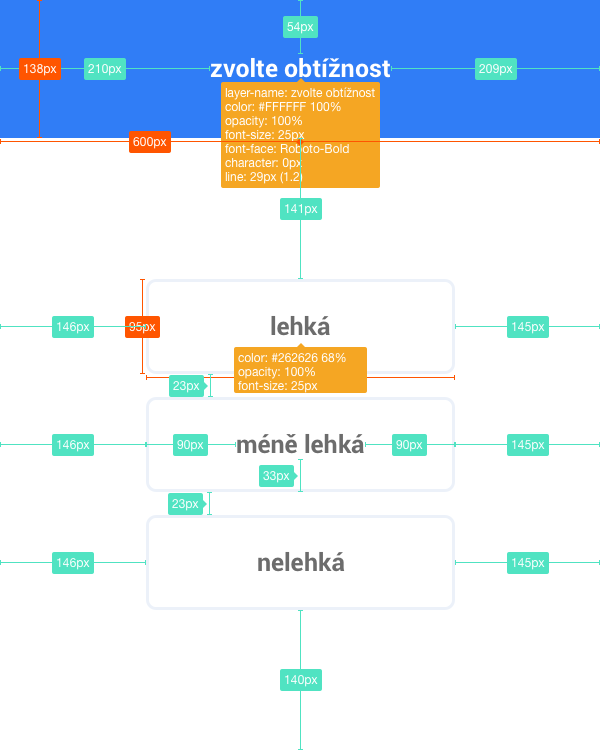 54px
138px
210px
zvolte obtížnost
209px
layer-name: zvolte obtížnost
color: #FFFFFF 100%
opacity: 100%
font-size: 25px
600px
font-face: Roboto-Bold
character: 0px
line: 29px (1.2)
141px
146px
95px
lehká
145px
color: #262626 68%
opacity: 100%
font-size: 25px
23px
146px
90px
méně lehká
90px
145px
33px
23px
146px
nelehká
145px
140px